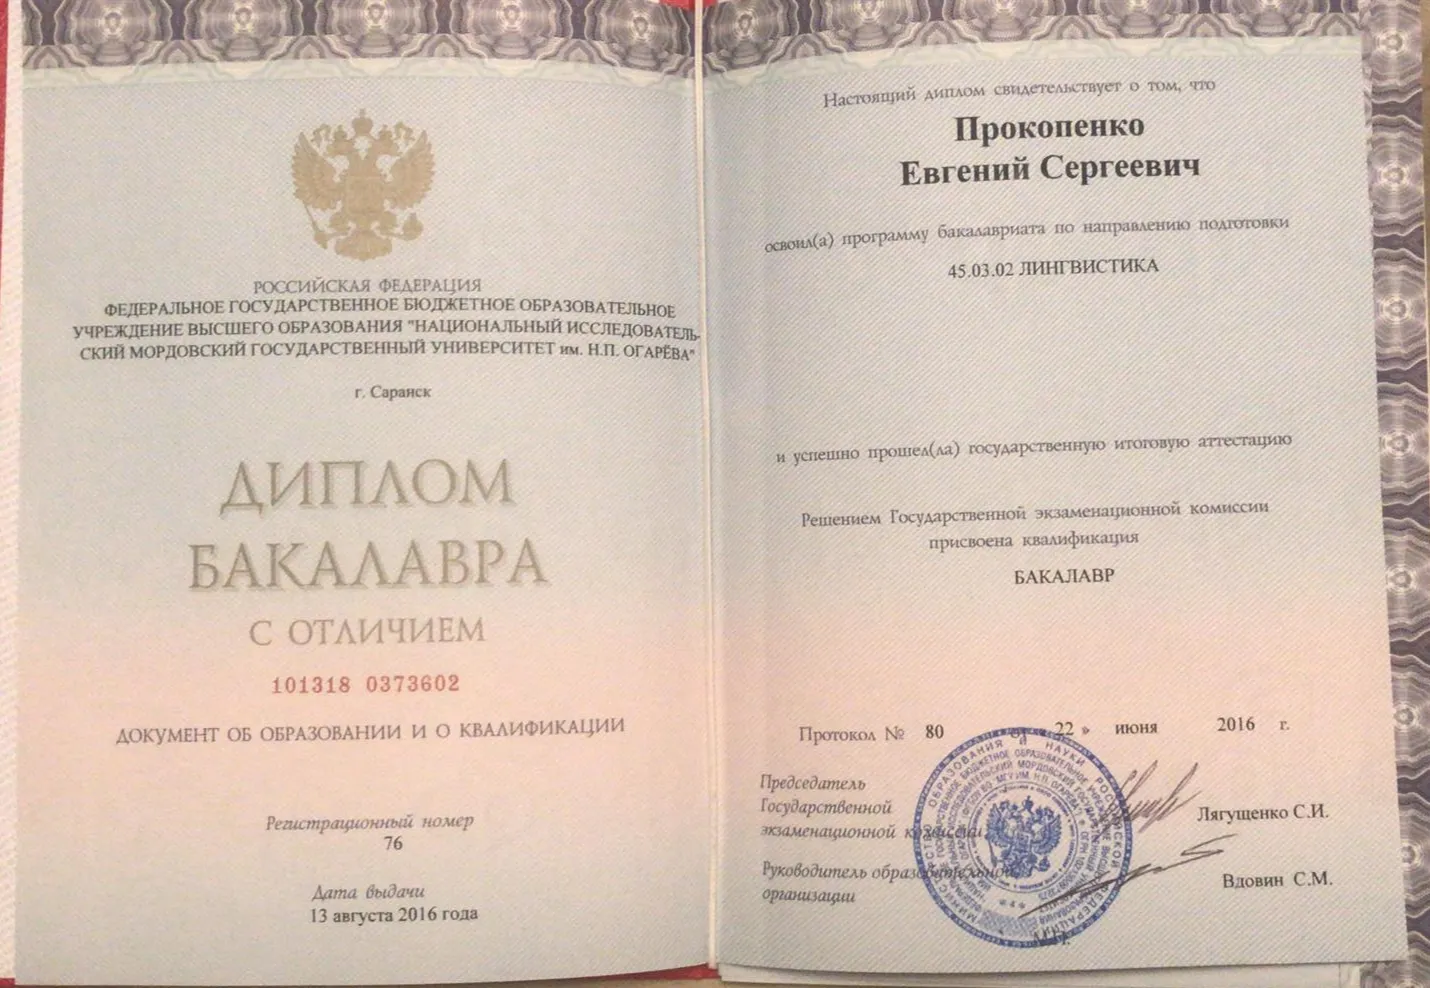 РОССИЙСКАЯ ФЕДЕРАЦИЯ
ФЕДЕРАЛЬНОЕ ГОСУДАРСТВЕННОЕ БЮДЖЕТНОЕ ОБРАЗОВАТЕЛЬНОЕ
УЧРЕЖДЕНИЕ ВЫСШЕГО ОБРАЗОВАНИЯ "НАЦИОНАЛЬНЫЙ ИССЛЕДОВАТЕЛЬ-
СКИЙ МОРДОВСКИЙ ГОСУДАРСТВЕННЫЙ УНИВЕРСИТЕТ им. Н.П. ОГАРЁВА"
г. Саранск
ДИПЛОМ
БАКАЛАВРА
С ОТЛИЧИЕМ
101318 0373602
ДОКУМЕНТ ОБ ОБРАЗОВАНИИ И О КВАЛИФИКАЦИИ
Регистрационный номер
76
Дата выдачи
13 августа 2016 года
Настоящий диплом свидетельствует о том, что
Прокопенко
Евгений Сергеевич
освоил(а) программу бакалавриата по направлению подготовки
45.03.02 ЛИНГВИСТИКА
и успешно прошел(ла) государственную итоговую аттестацию
Решением Государственной экзаменационной комиссии
присвоена квалификация
БАКАЛАВР
Протокол № 80 от 22 » июня 2016 г.
Председатель
Государственной
экзаменационной комиссии
Лягущенко С.И.
Руководитель образовательной
организации
Вдовин С.М.
М.П.